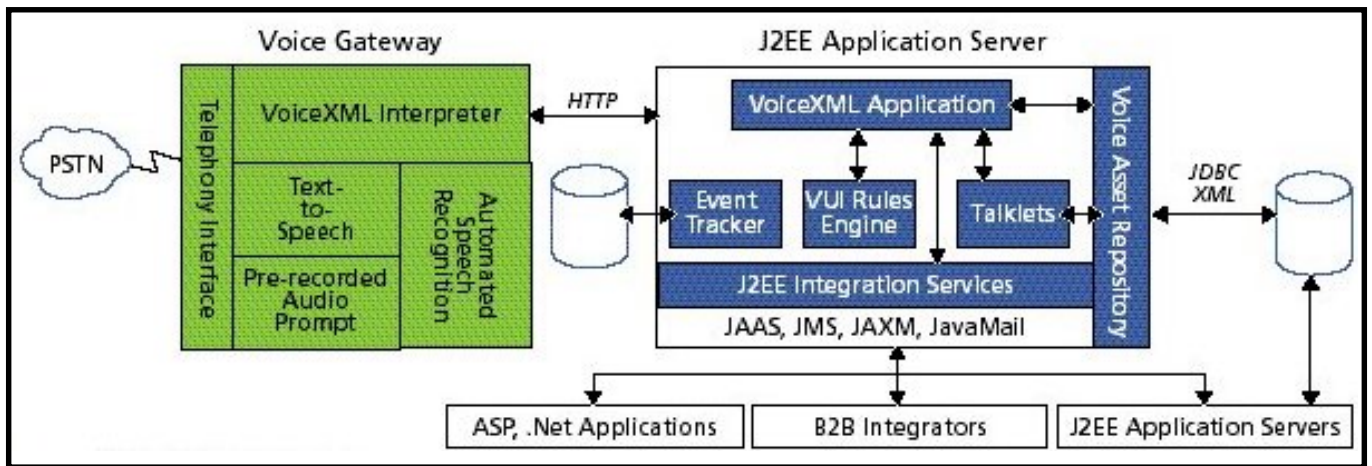 Voice Gateway
J2EE Application Server
PSTN
Telephony Interface
VoiceXML Interpreter
Text-
to-
Speech
Pre-recorded
Audio
Prompt
Automated
Speech
Recognition
HTTP
VoiceXML Application
Event
Tracker
VUI Rules
Engine
Talklets
J2EE Integration Services
JAAS, JMS, JAXM, JavaMail
Voice Asset Repository
JDBC
XML
ASP, .Net Applications
B2B Integrators
J2EE Application Servers